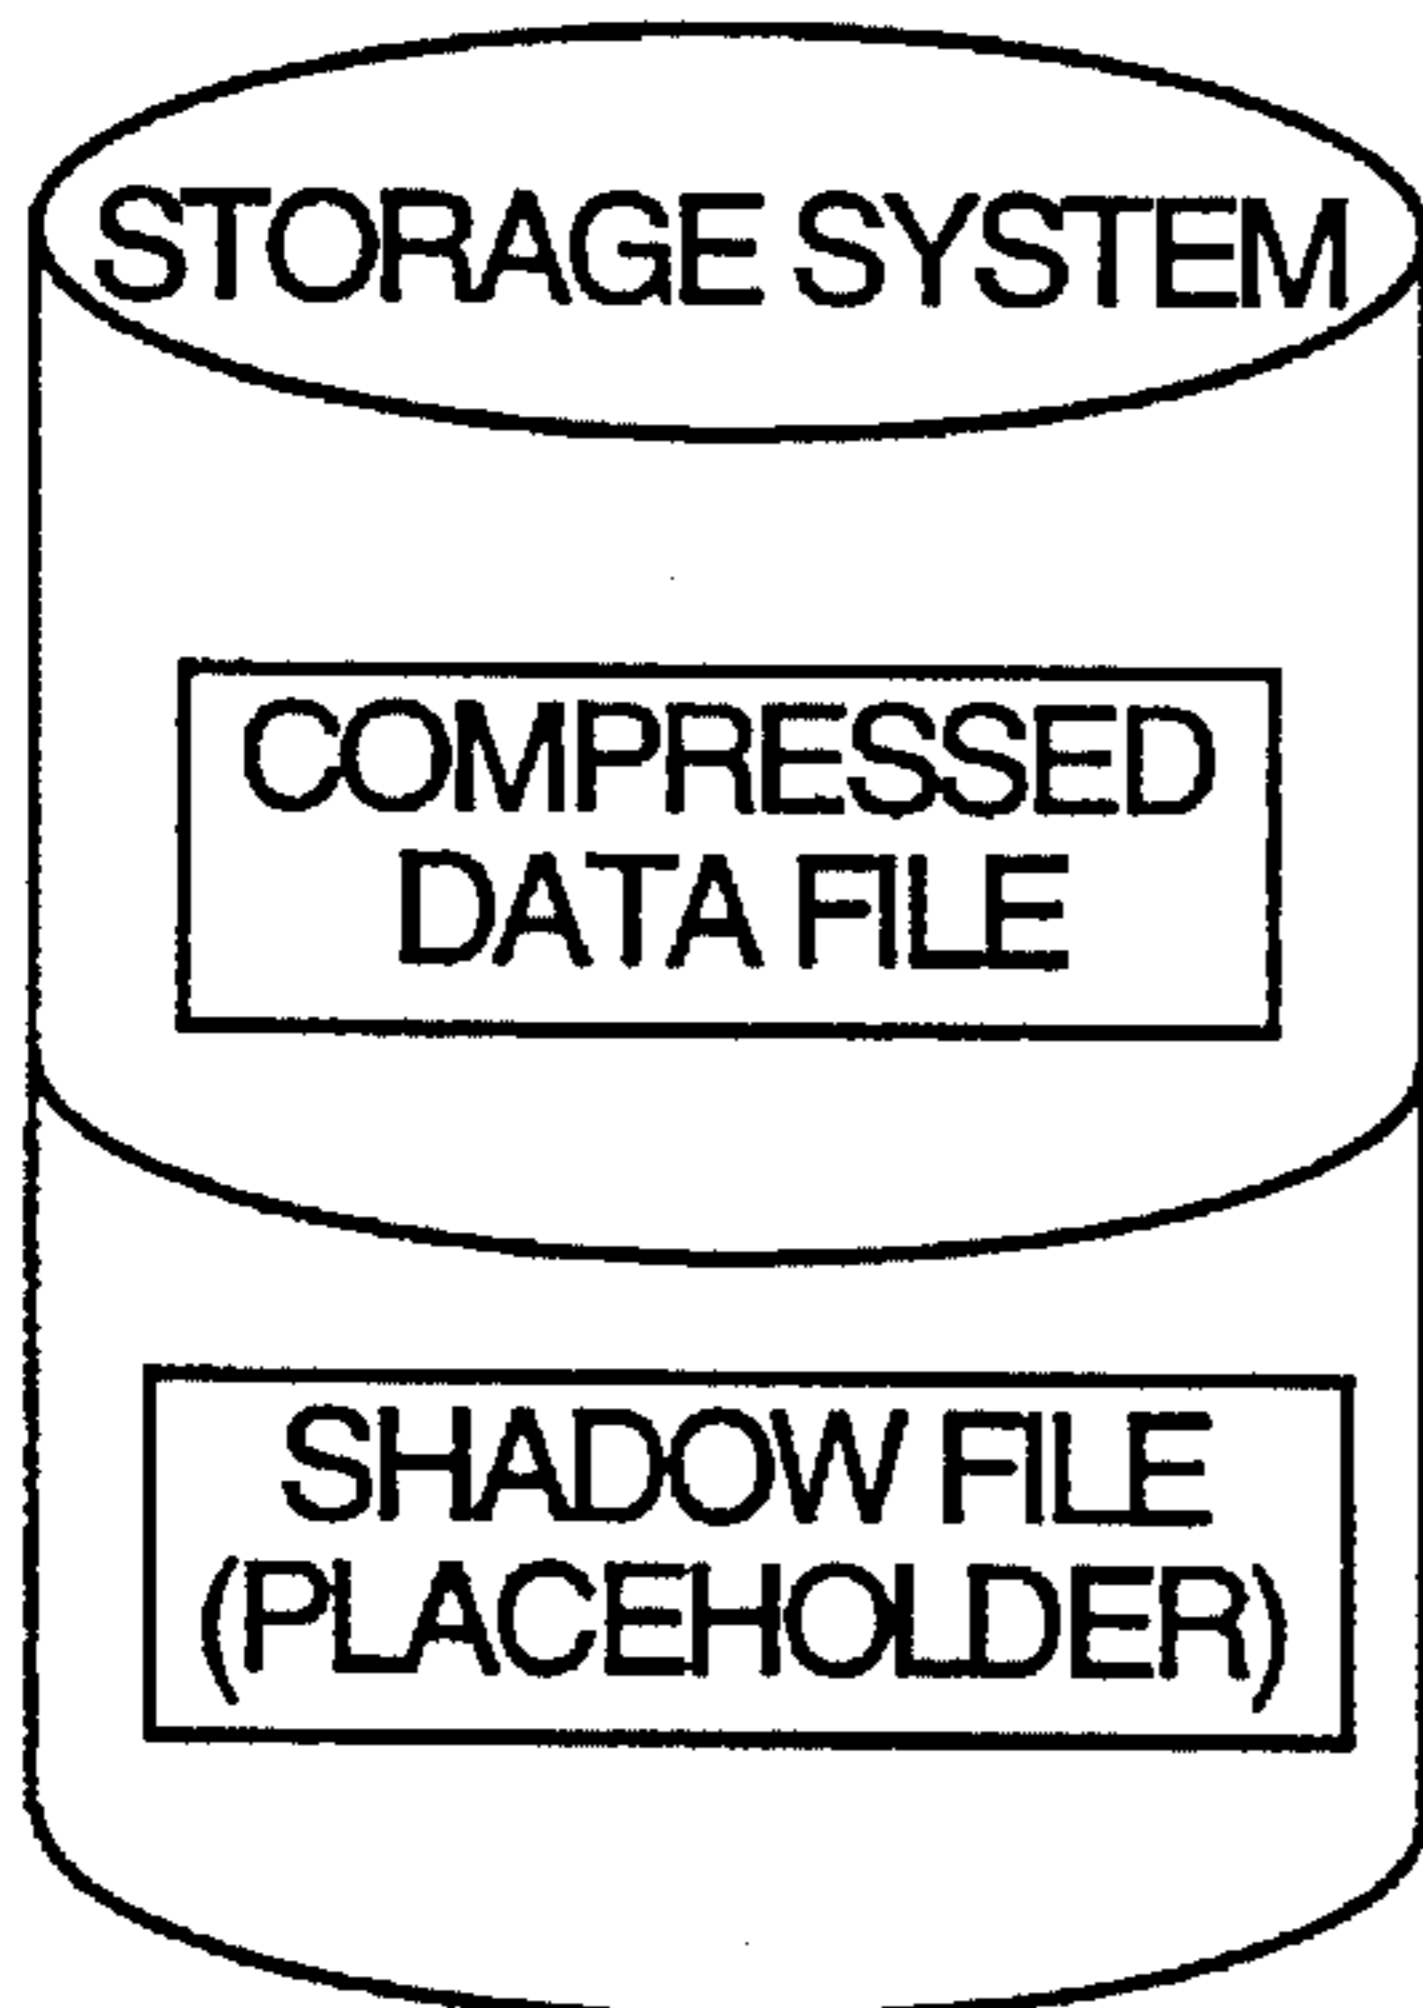 STORAGE SYSTEM
COMPRESSED
DATA FILE
SHADOW FILE
(PLACEHOLDER)